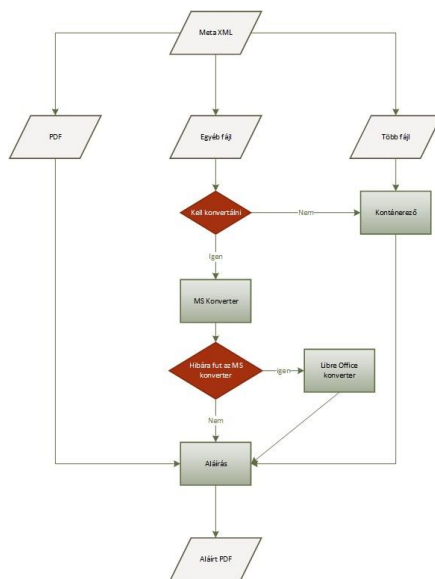 Meta XML
PDF
Egyéb fájl
Több fájl
Kell konvertálni
Nem
Konténerező
Igen
MS Konverter
Hibára fut az MS
konverter
igen
Libre Office
konverter
Nem
Aláírás
Aláírt PDF